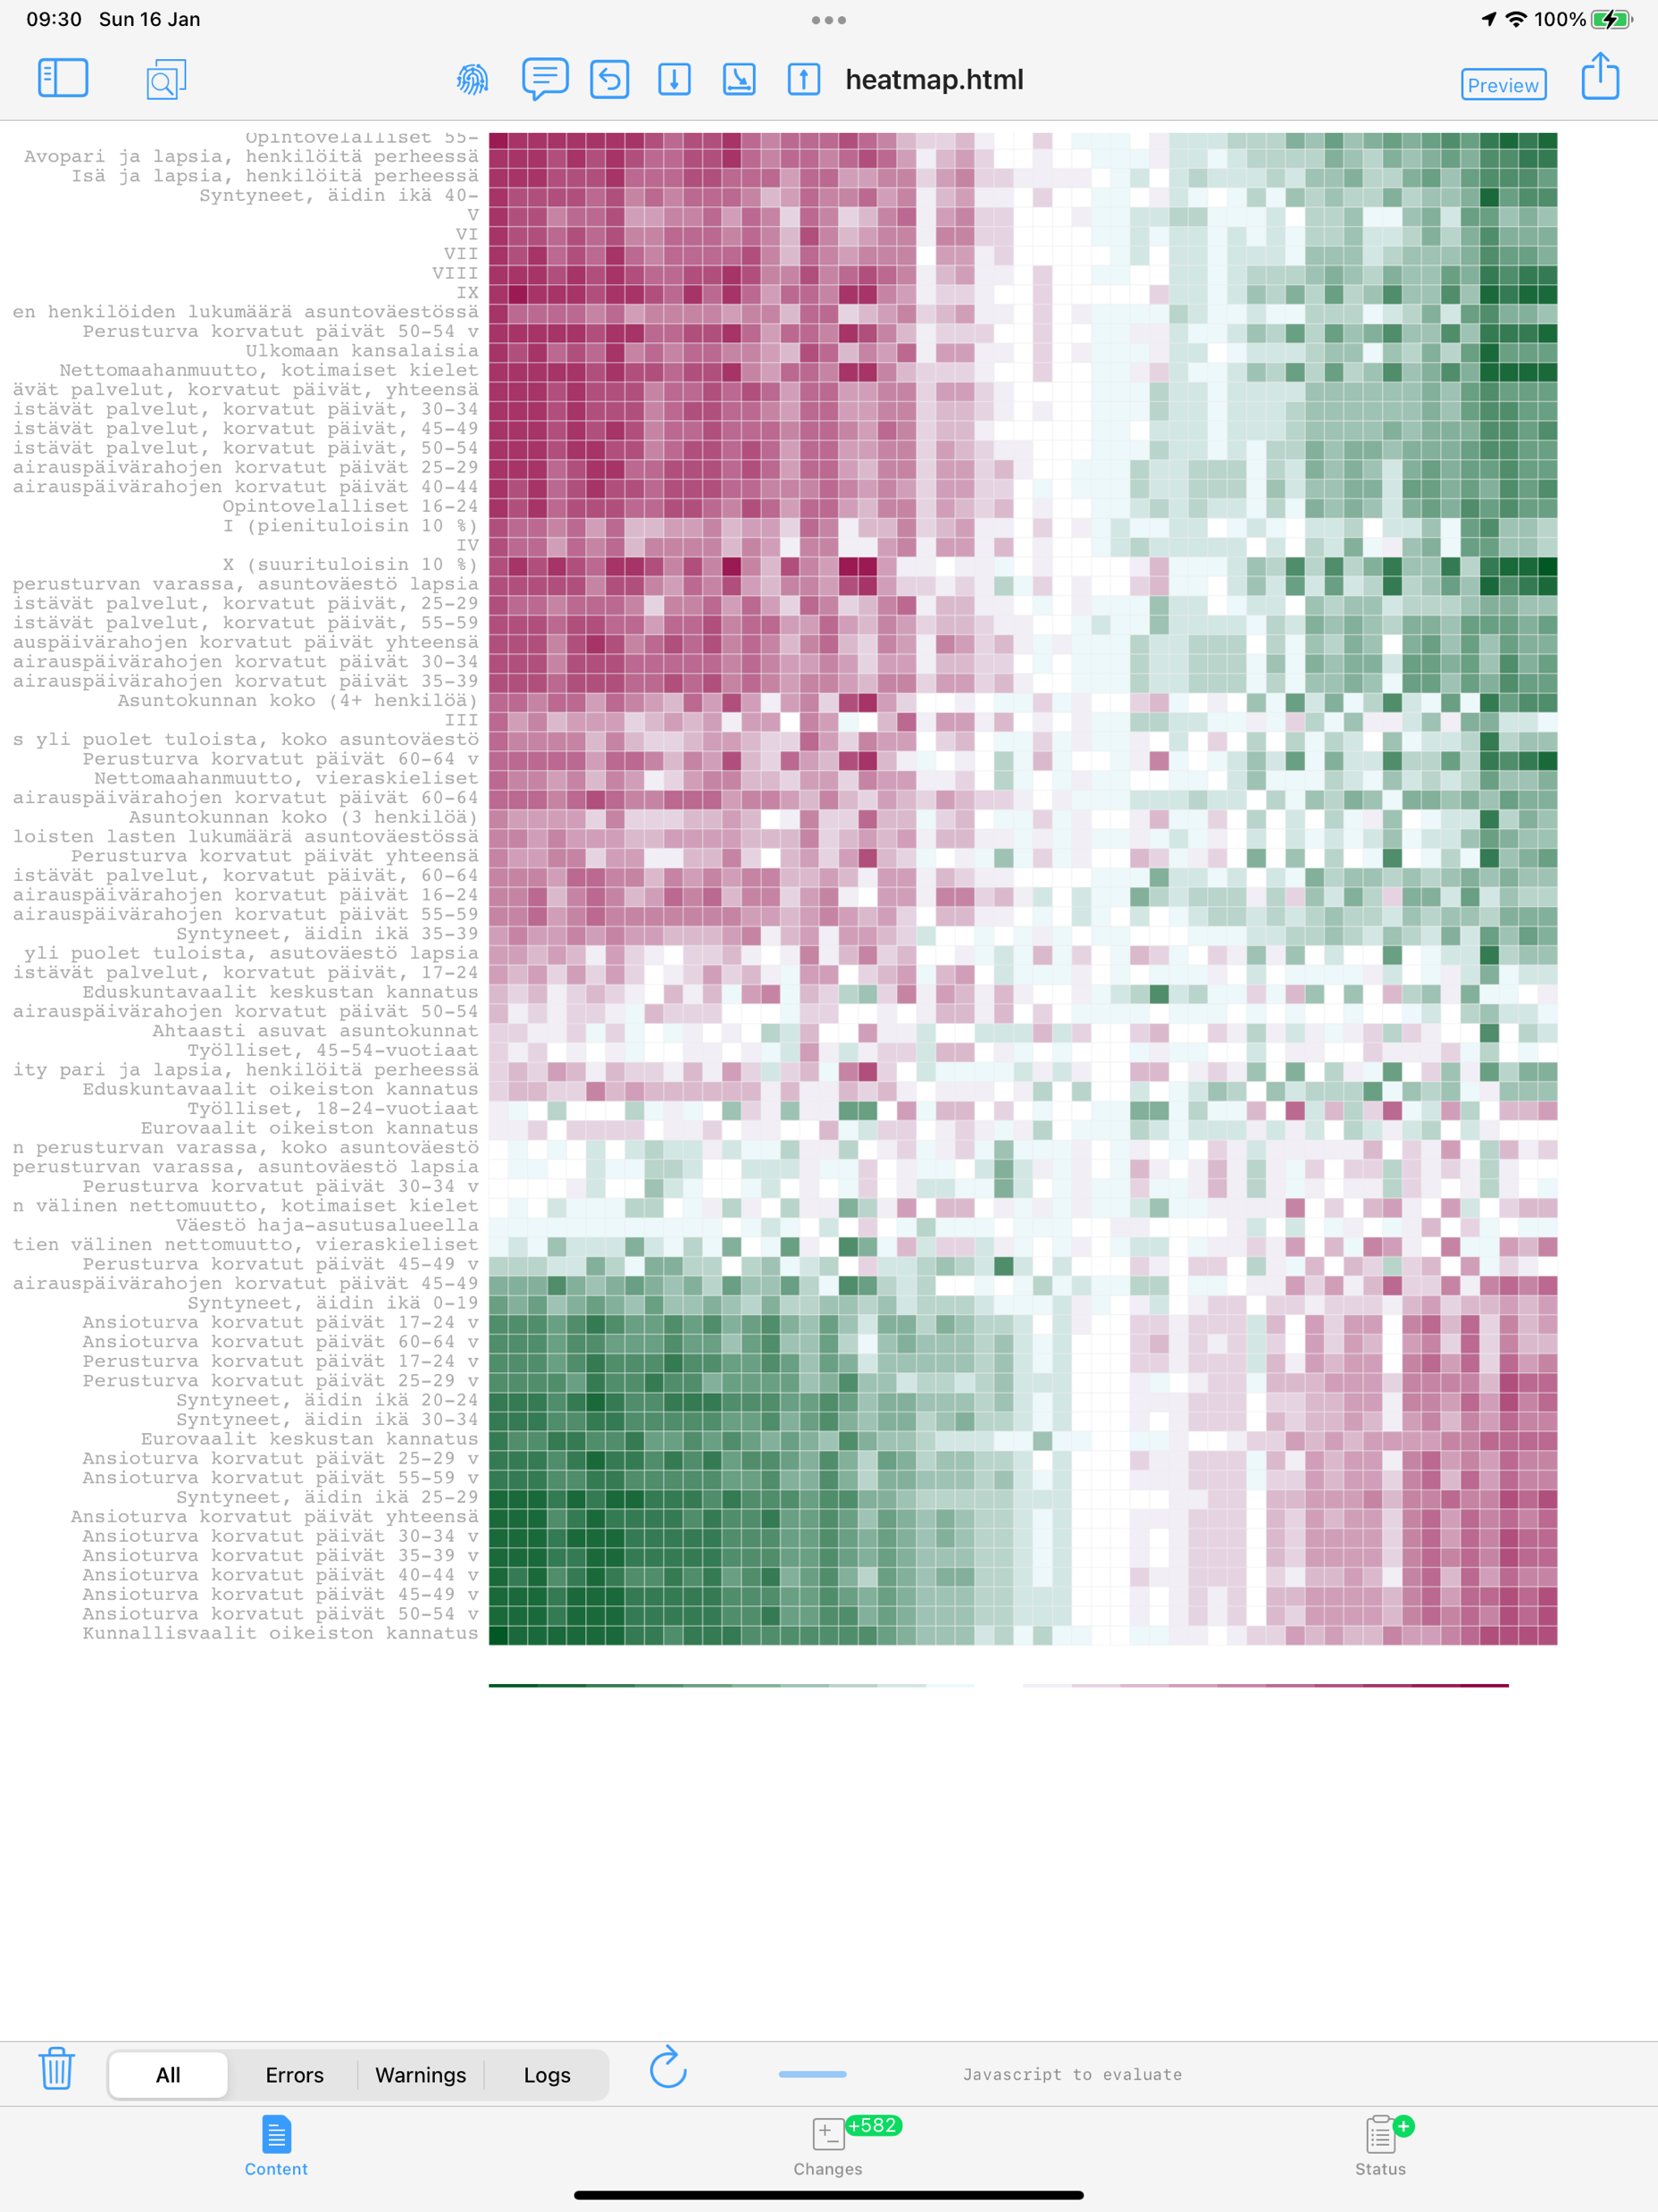 09:30 Sun 16 Jan
100%
heatmap.html
Preview
Opintovelalliset 55-
Avopari ja lapsia, henkilöitä perheessä
Isä ja lapsia, henkilöitä perheessä
Syntyneet, äidin ikä 40-
V
VI
VII
VIII
IX
en henkilöiden lukumäärä asuntoväestössä
Perusturva korvatut päivät 50-54 v
Ulkomaan kansalaisia
Nettomaahanmuutto, kotimaiset kielet
ävät palvelut, korvatut päivät, yhteensä
istävät palvelut, korvatut päivät, 30-34
istävät palvelut, korvatut päivät, 45-49
istävät palvelut, korvatut päivät, 50-54
airauspäivärahojen korvatut päivät 25-29
airauspäivärahojen korvatut päivät 40-44
Opintovelalliset 16-24
I (pienituloisin 10 %)
IV
X (suurituloisin 10 %)
perusturvan varassa, asuntoväestö lapsia
istävät palvelut, korvatut päivät, 25-29
istävät palvelut, korvatut päivät, 55-59
auspäivärahojen korvatut päivät yhteensä
airauspäivärahojen korvatut päivät 30-34
airauspäivärahojen korvatut päivät 35-39
Asuntokunnan koko (4+ henkilöä)
III
s yli puolet tuloista, koko asuntoväestö
Perusturva korvatut päivät 60-64 v
Nettomaahanmuutto, vieraskieliset
airauspäivärahojen korvatut päivät 60-64
Asuntokunnan koko (3 henkilöä)
loisten lasten lukumäärä asuntoväestössä
Perusturva korvatut päivät yhteensä
istävät palvelut, korvatut päivät, 60-64
airauspäivärahojen korvatut päivät 16-24
airauspäivärahojen korvatut päivät 55-59
Syntyneet, äidin ikä 35-39
yli puolet tuloista, asutoväestö lapsia
istävät palvelut, korvatut päivät, 17-24
Eduskuntavaalit keskustan kannatus
airauspäivärahojen korvatut päivät 50-54
Ahtaasti asuvat asuntokunnat
Työlliset, 45-54-vuotiaat
ity pari ja lapsia, henkilöitä perheessä
Eduskuntavaalit oikeiston kannatus
Työlliset, 18-24-vuotiaat
Eurovaalit oikeiston kannatus
n perusturvan varassa, koko asuntoväestö
perusturvan varassa, asuntoväestö lapsia
Perusturva korvatut päivät 30-34 v
n välinen nettomuutto, kotimaiset kielet
Väestö haja-asutusalueella
tien välinen nettomuutto, vieraskieliset
Perusturva korvatut päivät 45-49 v
airauspäivärahojen korvatut päivät 45-49
Syntyneet, äidin ikä 0-19
Ansioturva korvatut päivät 17-24 v
Ansioturva korvatut päivät 60-64 v
Perusturva korvatut päivät 17-24 v
Perusturva korvatut päivät 25-29 v
Syntyneet, äidin ikä 20-24
Syntyneet, äidin ikä 30-34
Eurovaalit keskustan kannatus
Ansioturva korvatut päivät 25-29 v
Ansioturva korvatut päivät 55-59 v
Syntyneet, äidin ikä 25-29
Ansioturva korvatut päivät yhteensä
Ansioturva korvatut päivät 30-34 v
Ansioturva korvatut päivät 35-39 v
Ansioturva korvatut päivät 40-44 v
Ansioturva korvatut päivät 45-49 v
Ansioturva korvatut päivät 50-54 v
Kunnallisvaalit oikeiston kannatus
All Errors Warnings Logs
Javascript to evaluate
+582
Content Changes Status